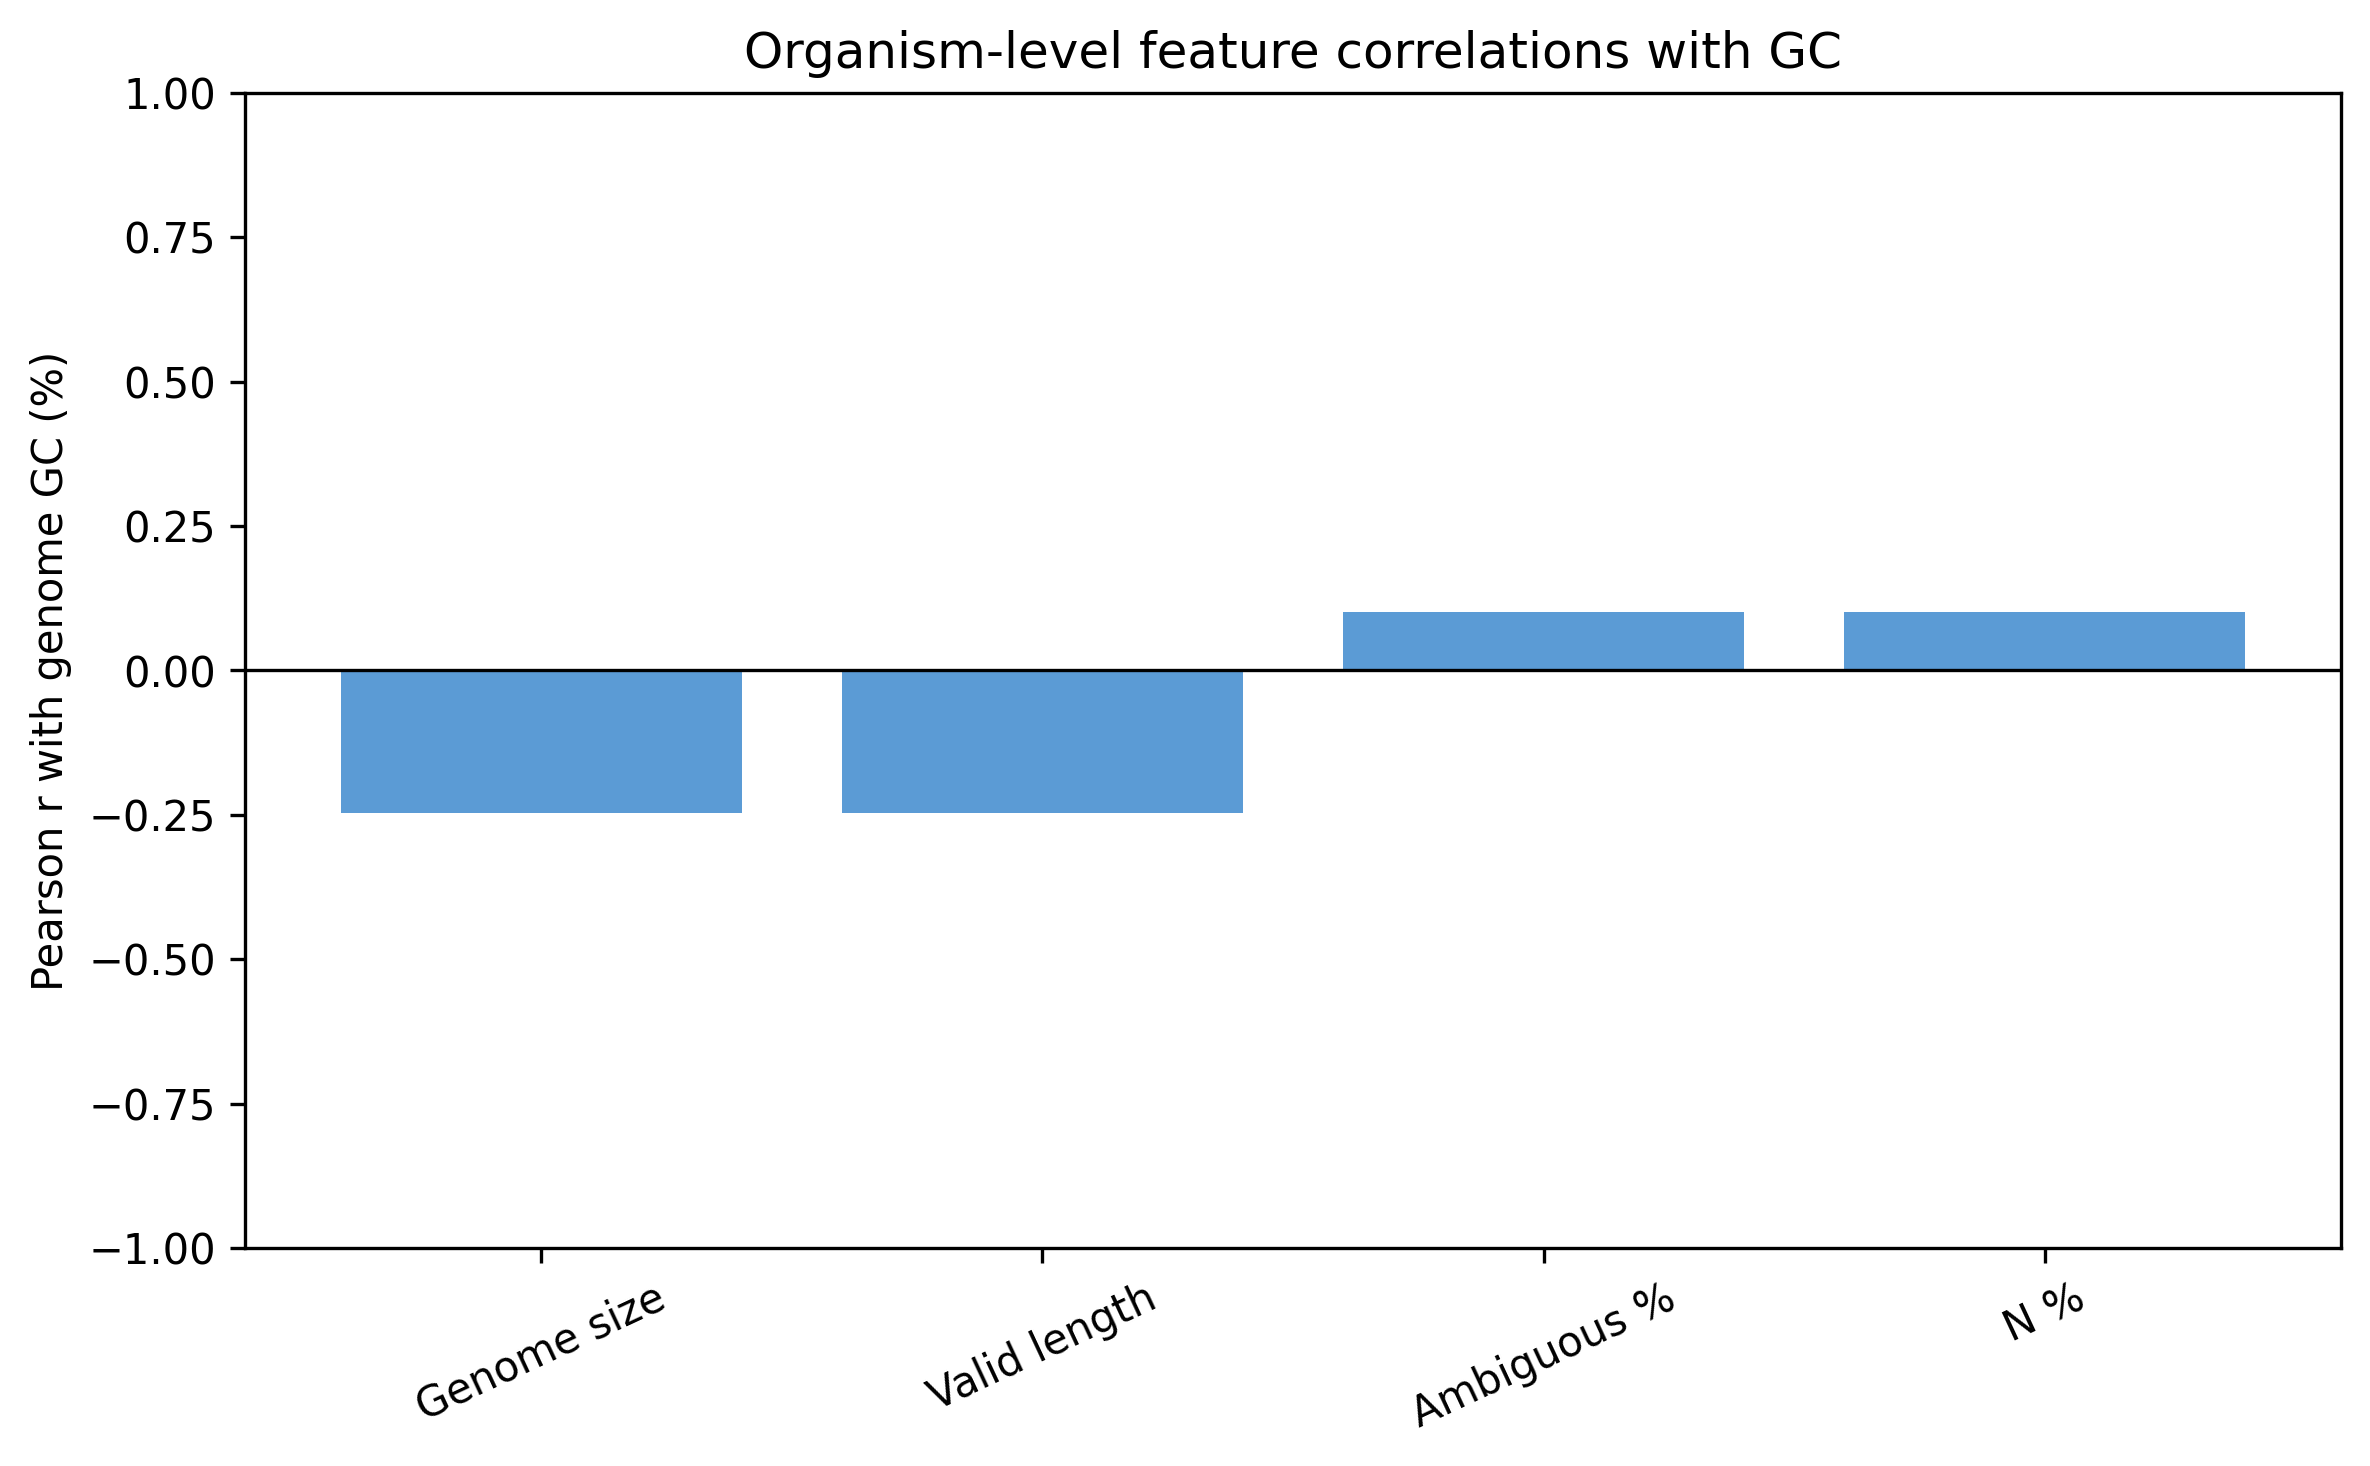 Organism-level feature correlations with GC
Pearson r with genome GC (%)
1.00
0.75
0.50
0.25
0.00
−0.25
−0.50
−0.75
−1.00
Genome size
Valid length
Ambiguous %
N %